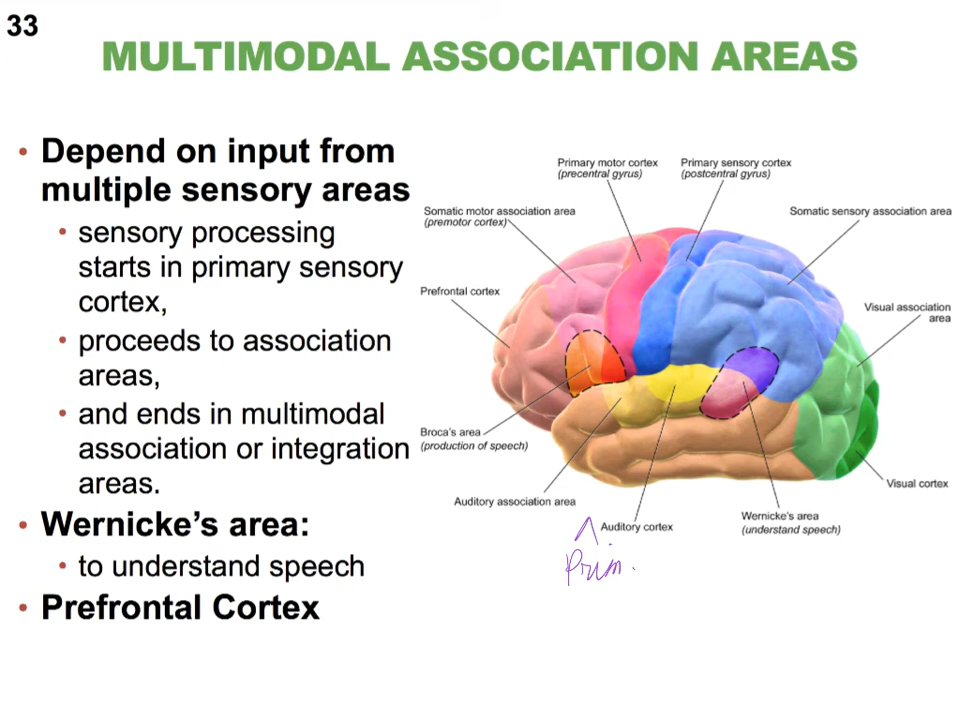 33
MULTIMODAL ASSOCIATION AREAS
• Depend on input from
multiple sensory areas
• sensory processing
starts in primary sensory
cortex,
• proceeds to association
areas,
• and ends in multimodal
association or integration
areas.
• Wernicke’s area:
• to understand speech
• Prefrontal Cortex
Primary motor cortex
(precentral gyrus)
Primary sensory cortex
(postcentral gyrus)
Somatic motor association area
(premotor cortex)
Somatic sensory association area
Prefrontal cortex
Visual association
area
Broca's area
(production of speech)
Visual cortex
Auditory association area
Auditory cortex
Wernicke's area
(understand speech)
Prim.